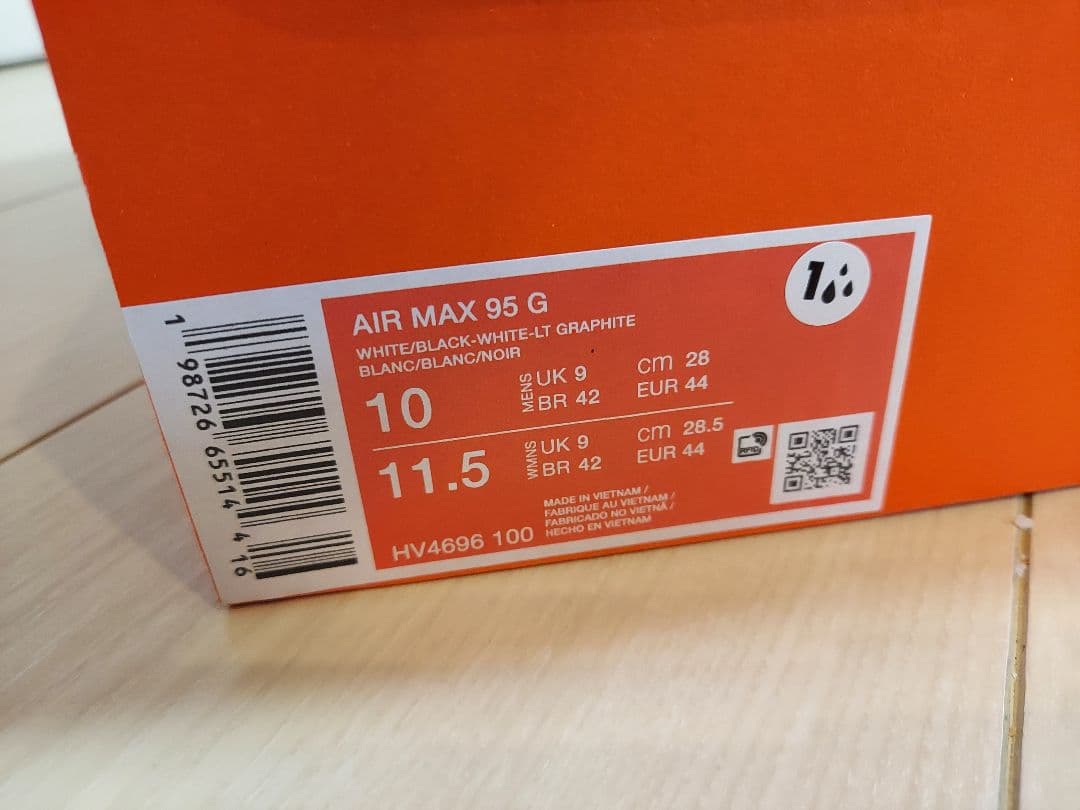 AIR MAX 95 G
WHITE/BLACK-WHITE-LT GRAPHITE
BLANC/BLANC/NOIR
10
MENS
UK 9
BR 42
cm 28
EUR 44
11.5
WMNS
UK 9
BR 42
cm 28.5
EUR 44
RFID
MADE IN VIETNAM /
FABRIQUE AU VIETNAM /
FABRICADO NO VIETNÃ /
HECHO EN VIETNAM
HV4696 100
1
1 98726 65514 4 16